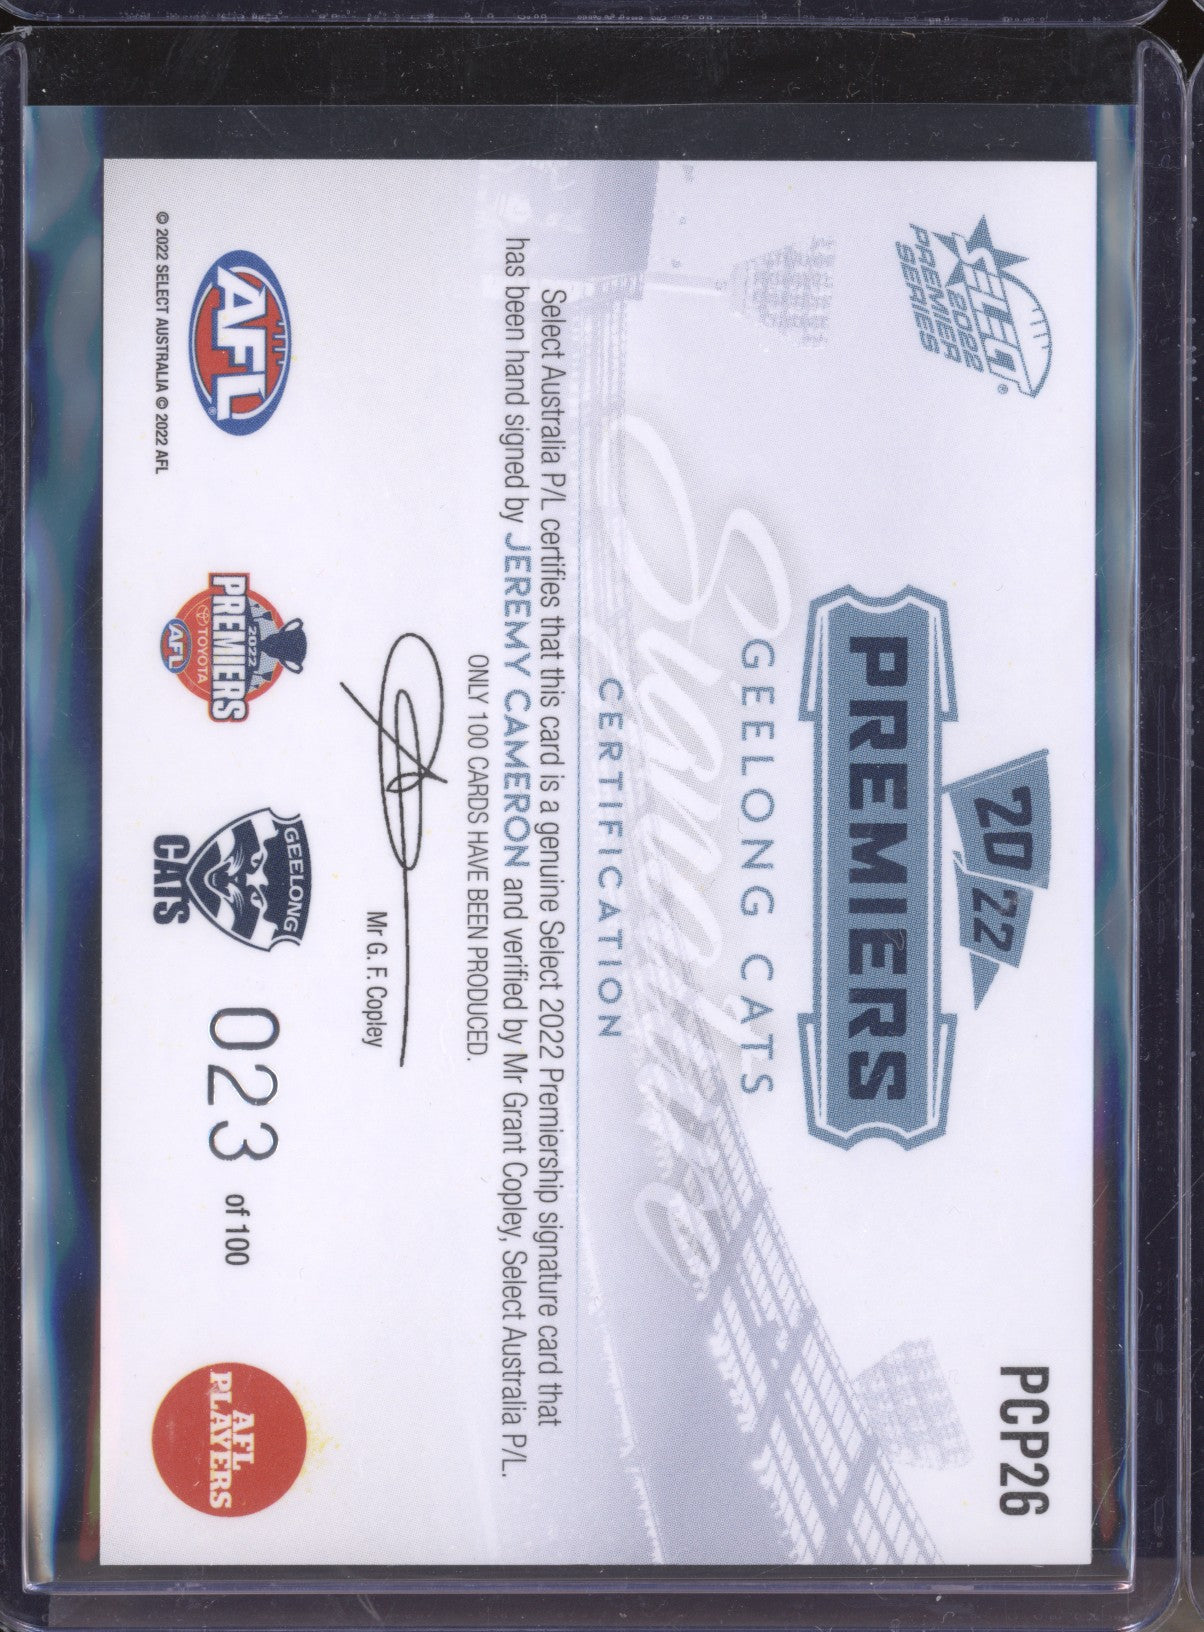 SELECT®
2022
PREMIER
SERIES
2022
PREMIERS
PCP26
GEELONG CATS
Signature
CERTIFICATION
Select Australia P/L certifies that this card is a genuine Select 2022 Premiership signature card that
has been hand signed by JEREMY CAMERON and verified by Mr Grant Copley, Select Australia P/L.
ONLY 100 CARDS HAVE BEEN PRODUCED.
Mr G. F. Copley
AFL®
2022
PREMIERS
TOYOTA
AFL
GEELONG
CATS
023 of 100
AFL
PLAYERS
© 2022 SELECT AUSTRALIA © 2022 AFL